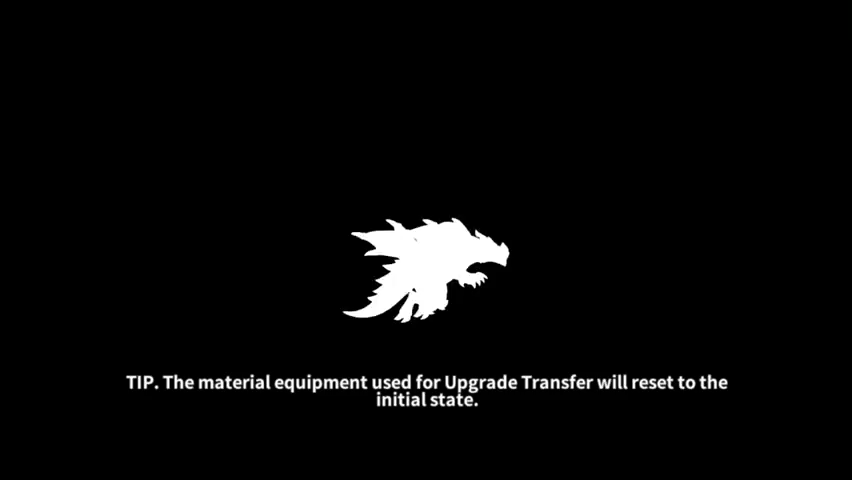 TIP. The material equipment used for Upgrade Transfer will reset to the
initial state.